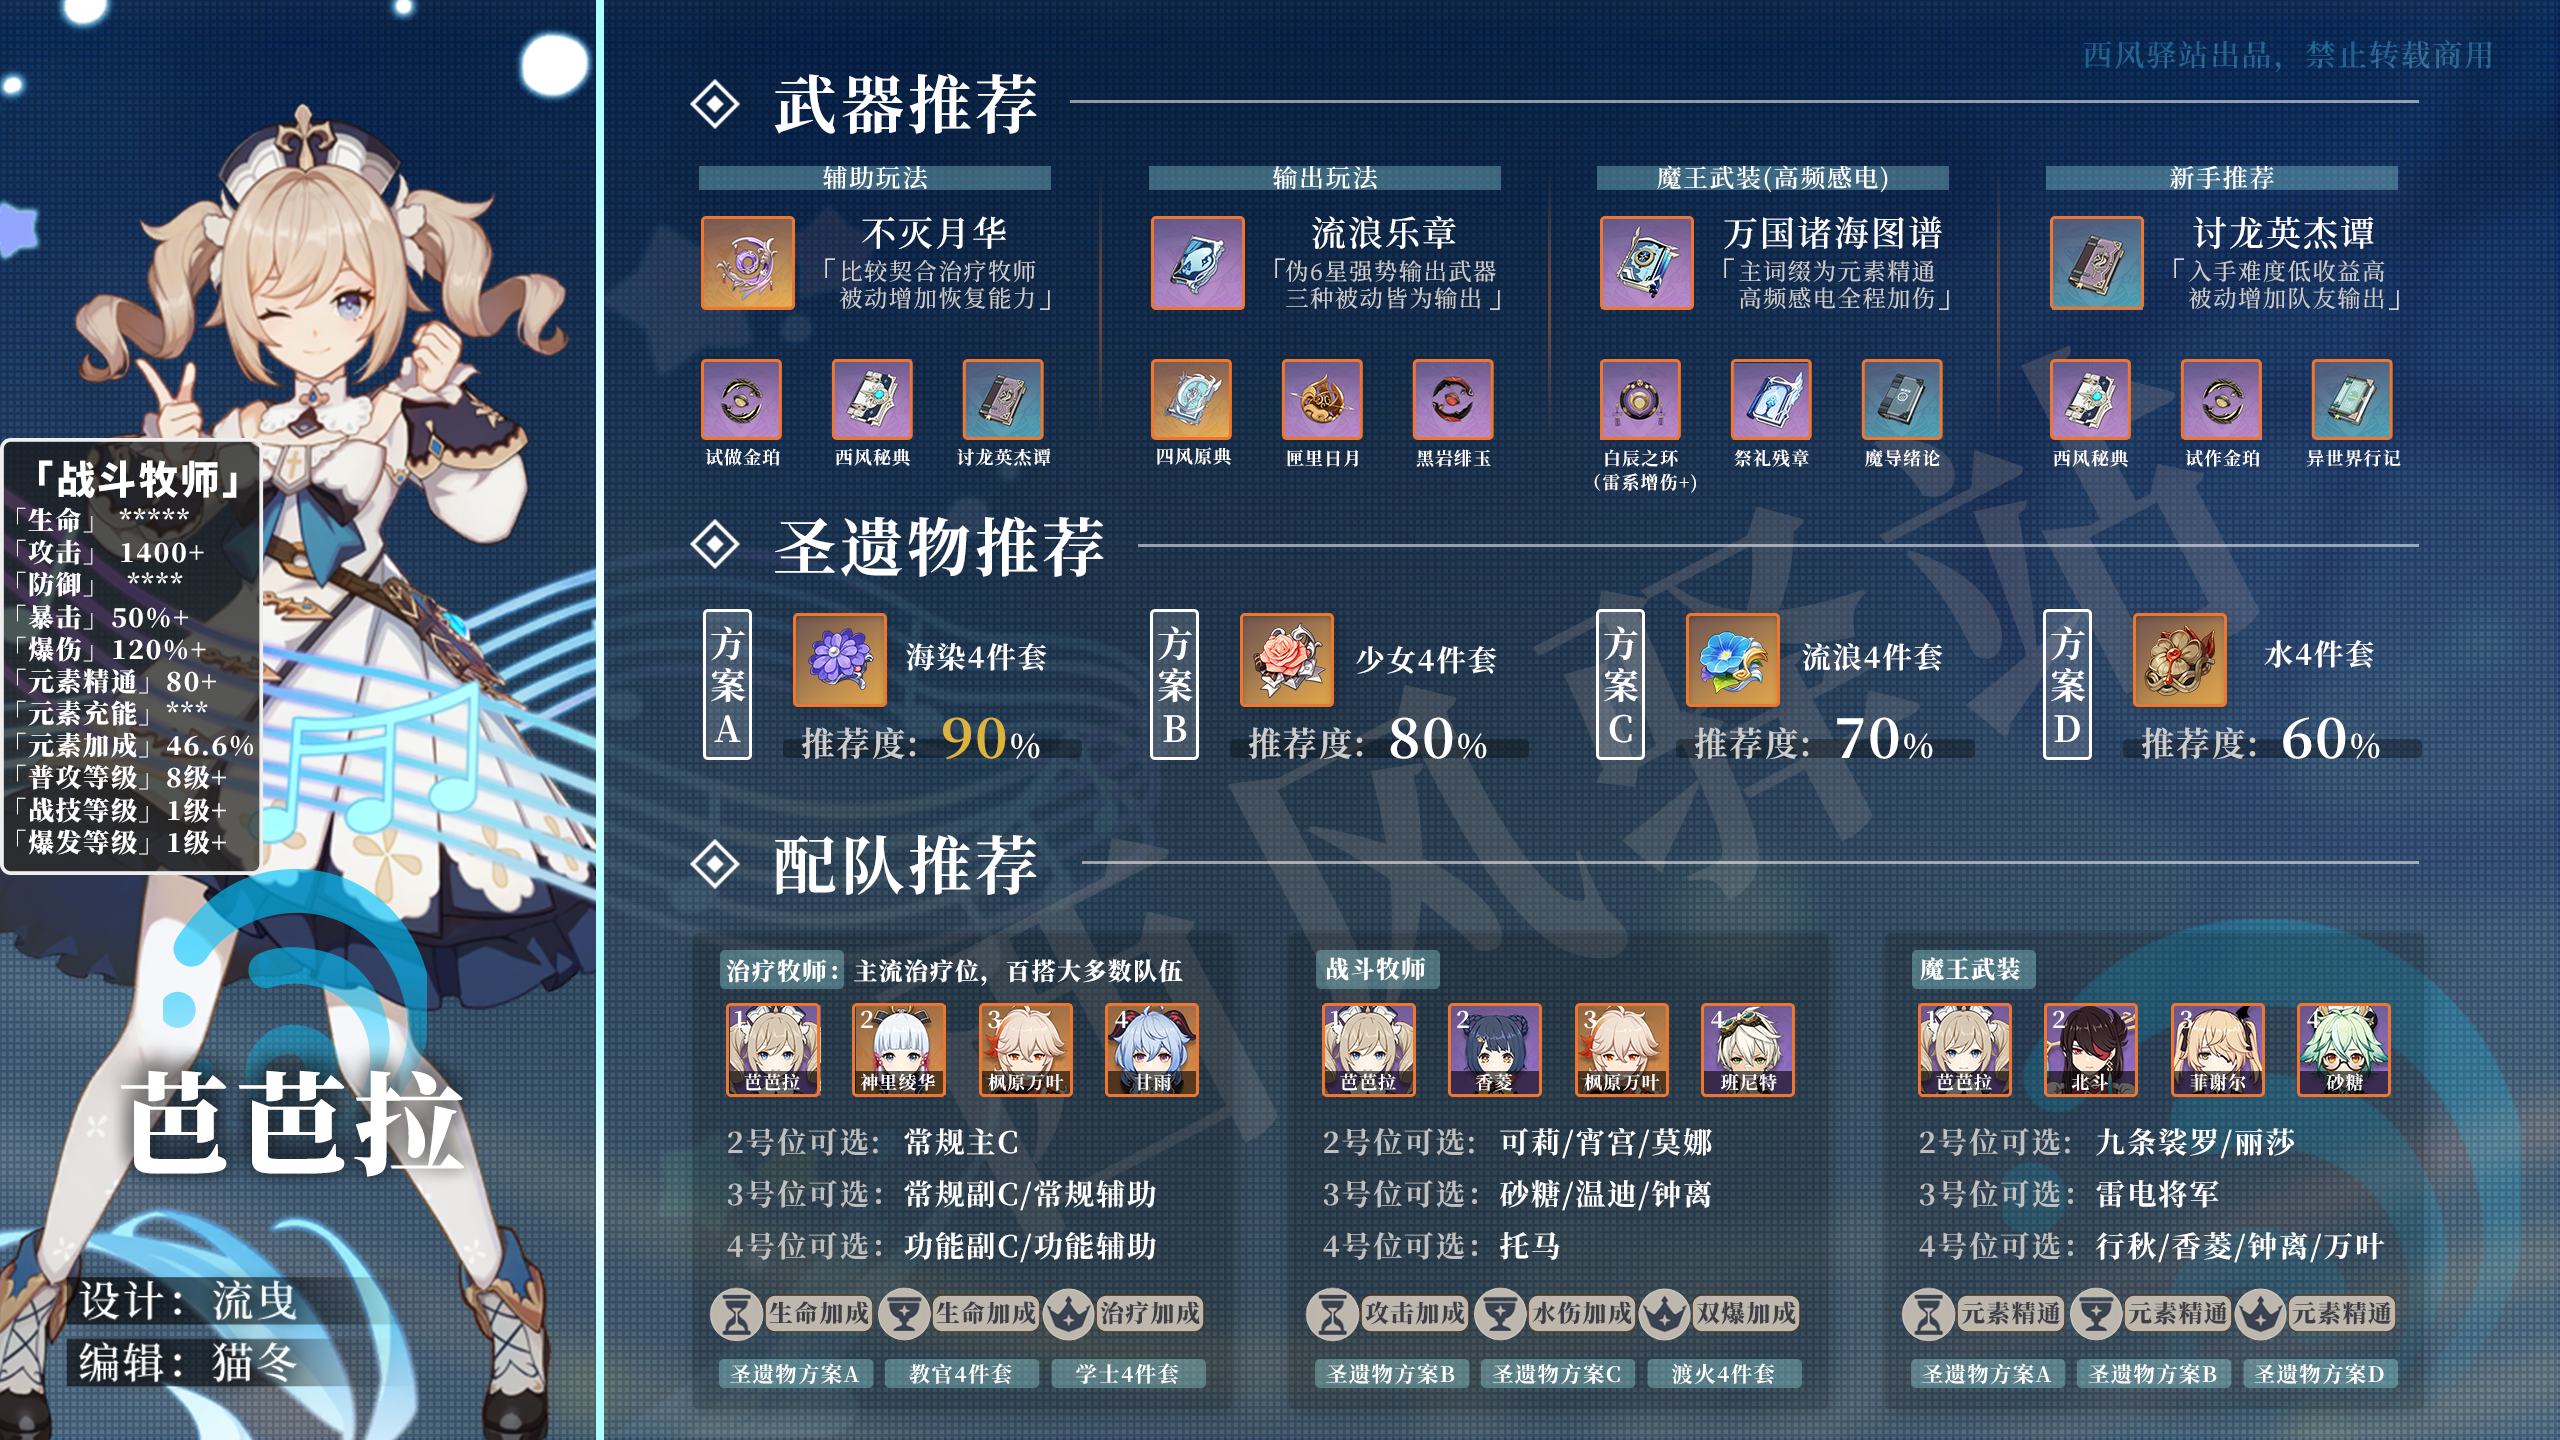 西风驿站出品，禁止转载商用
武器推荐
辅助玩法
不灭月华
「比较契合治疗牧师
被动增加恢复能力」
试做金珀
西风秘典
讨龙英杰谭
输出玩法
流浪乐章
「伪6星强势输出武器
三种被动皆为输出」
四风原典
匣里日月
黑岩绯玉
魔王武装(高频感电)
万国诸海图谱
「主词缀为元素精通
高频感电全程加伤」
白辰之环
(雷系增伤+)
祭礼残章
魔导绪论
新手推荐
讨龙英杰谭
「入手难度低收益高
被动增加队友输出」
西风秘典
试作金珀
异世界行记
圣遗物推荐
方案A
海染4件套
推荐度：90%
方案B
少女4件套
推荐度：80%
方案C
流浪4件套
推荐度：70%
方案D
水4件套
推荐度：60%
配队推荐
治疗牧师：主流治疗位，百搭大多数队伍
1
芭芭拉
2
神里绫华
3
枫原万叶
4
甘雨
2号位可选：常规主C
3号位可选：常规副C/常规辅助
4号位可选：功能副C/功能辅助
生命加成
生命加成
治疗加成
圣遗物方案A
教官4件套
学士4件套
战斗牧师
1
芭芭拉
2
香菱
3
枫原万叶
4
班尼特
2号位可选：可莉/宵宫/莫娜
3号位可选：砂糖/温迪/钟离
4号位可选：托马
攻击加成
水伤加成
双爆加成
圣遗物方案B
圣遗物方案C
渡火4件套
魔王武装
1
芭芭拉
2
北斗
3
菲谢尔
4
砂糖
2号位可选：九条裟罗/丽莎
3号位可选：雷电将军
4号位可选：行秋/香菱/钟离/万叶
元素精通
元素精通
元素精通
圣遗物方案A
圣遗物方案B
圣遗物方案D
「战斗牧师」
「生命」 *****
「攻击」 1400+
「防御」 ****
「暴击」50%+
「爆伤」120%+
「元素精通」80+
「元素充能」***
「元素加成」46.6%
「普攻等级」8级+
「战技等级」1级+
「爆发等级」1级+
芭芭拉
设计：流曳
编辑：猫冬
西风驿站